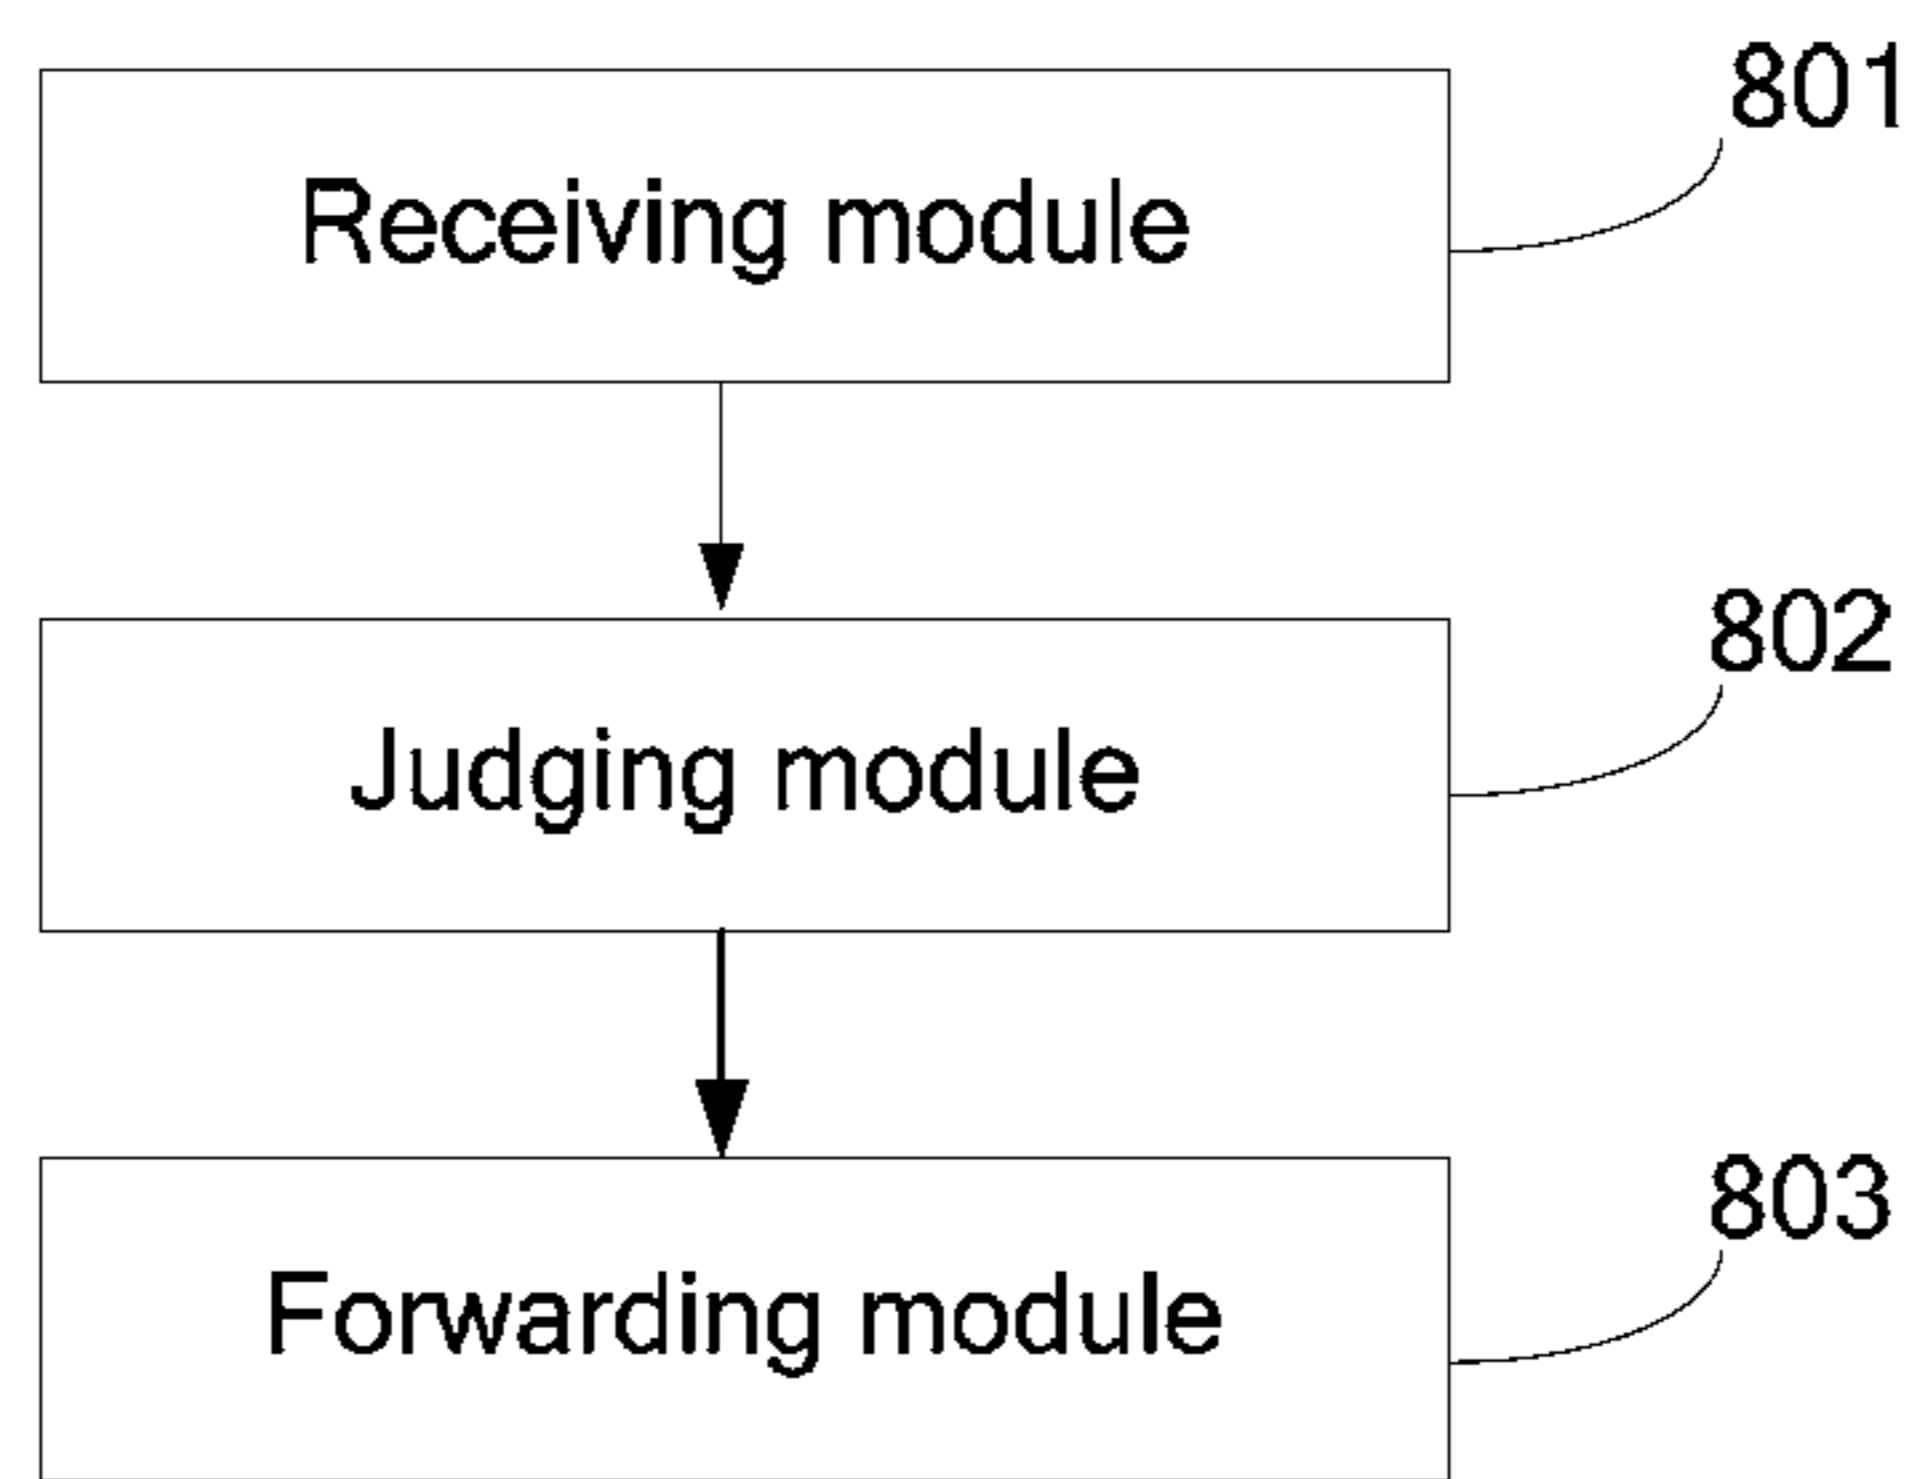 801
Receiving module
802
Judging module
803
Forwarding module